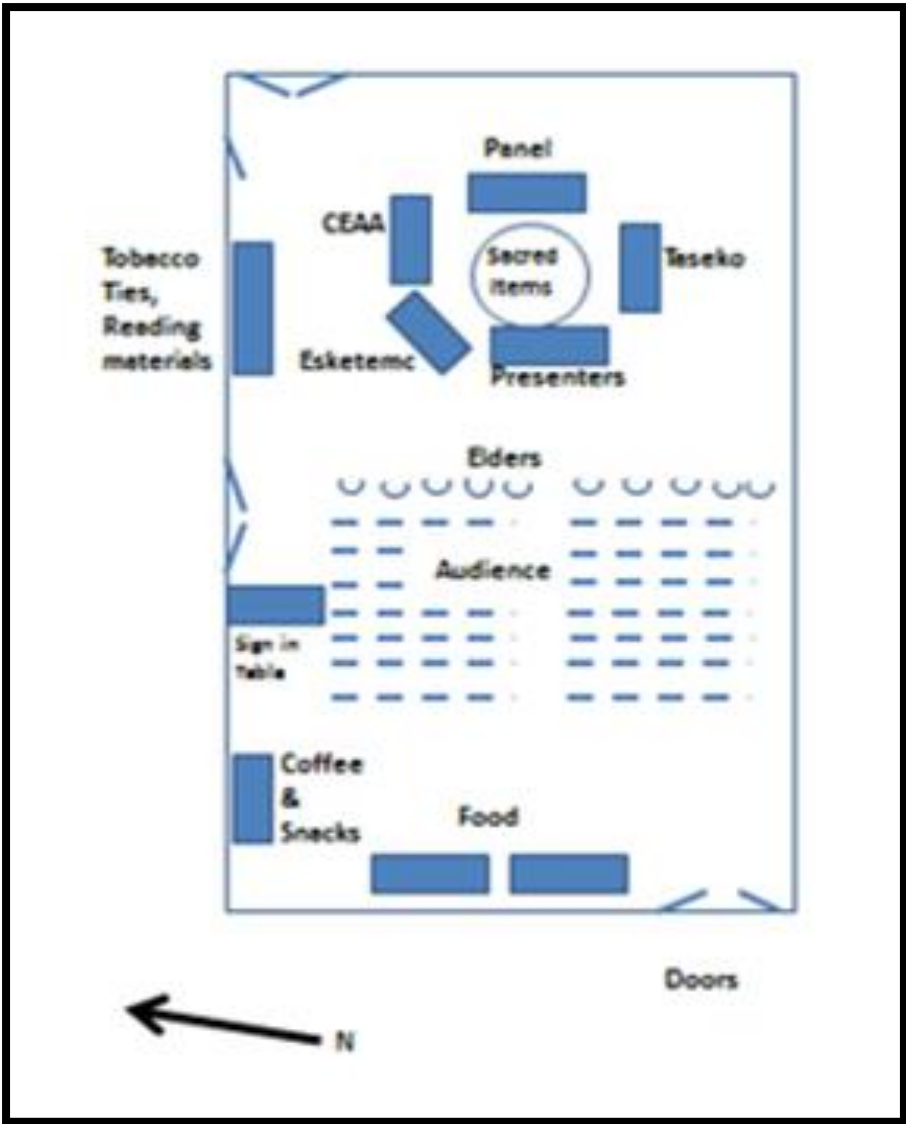 Panel
CEAA
Sacred
Items
Taseko
Tobacco
Ties,
Reading
materials
Esketemc
Presenters
Elders
Audience
Sign in
Table
Coffee
&
Snacks
Food
Doors
N